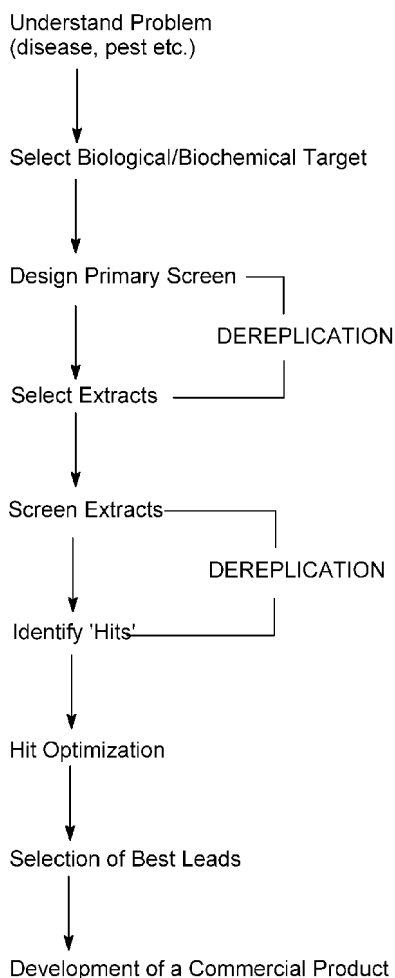 Understand Problem
(disease, pest etc.)
Select Biological/Biochemical Target
Design Primary Screen
DEREPLICATION
Select Extracts
Screen Extracts
DEREPLICATION
Identify 'Hits'
Hit Optimization
Selection of Best Leads
Development of a Commercial Product